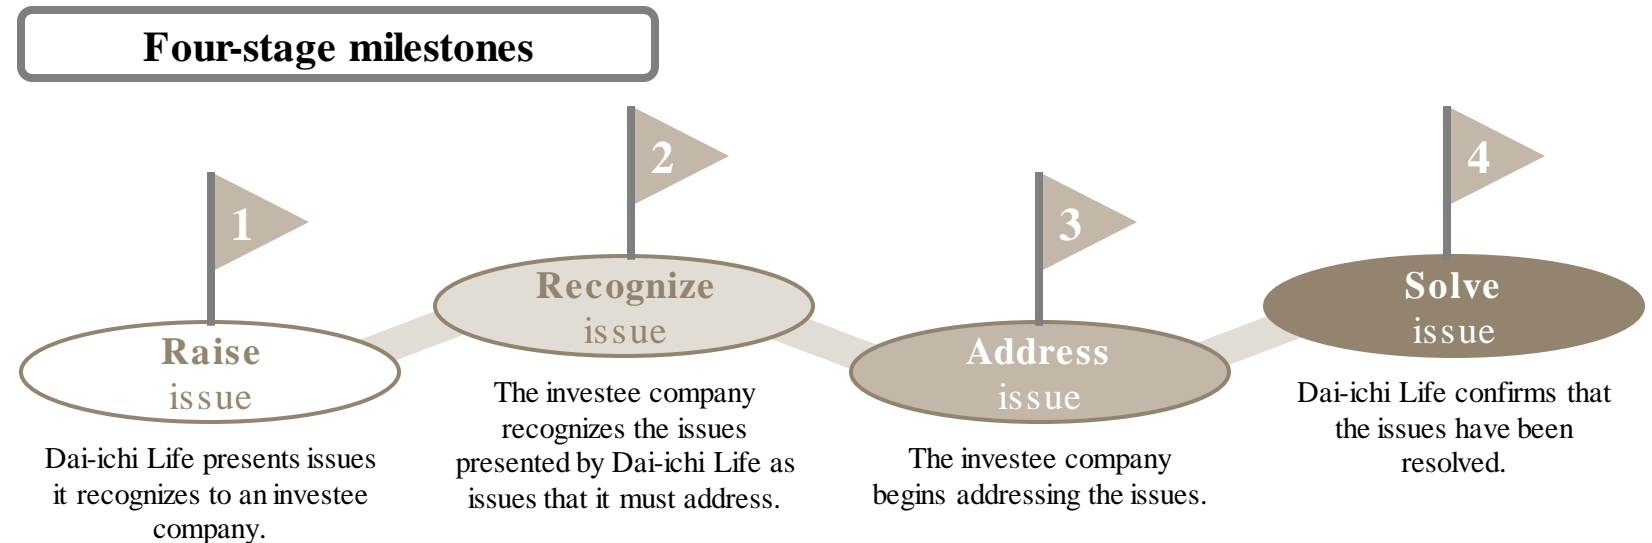 Four-stage milestones
1
Raise
issue
Dai-ichi Life presents issues
it recognizes to an investee
company.
2
Recognize
issue
The investee company
recognizes the issues
presented by Dai-ichi Life as
issues that it must address.
3
Address
issue
The investee company
begins addressing the issues.
4
Solve
issue
Dai-ichi Life confirms that
the issues have been
resolved.